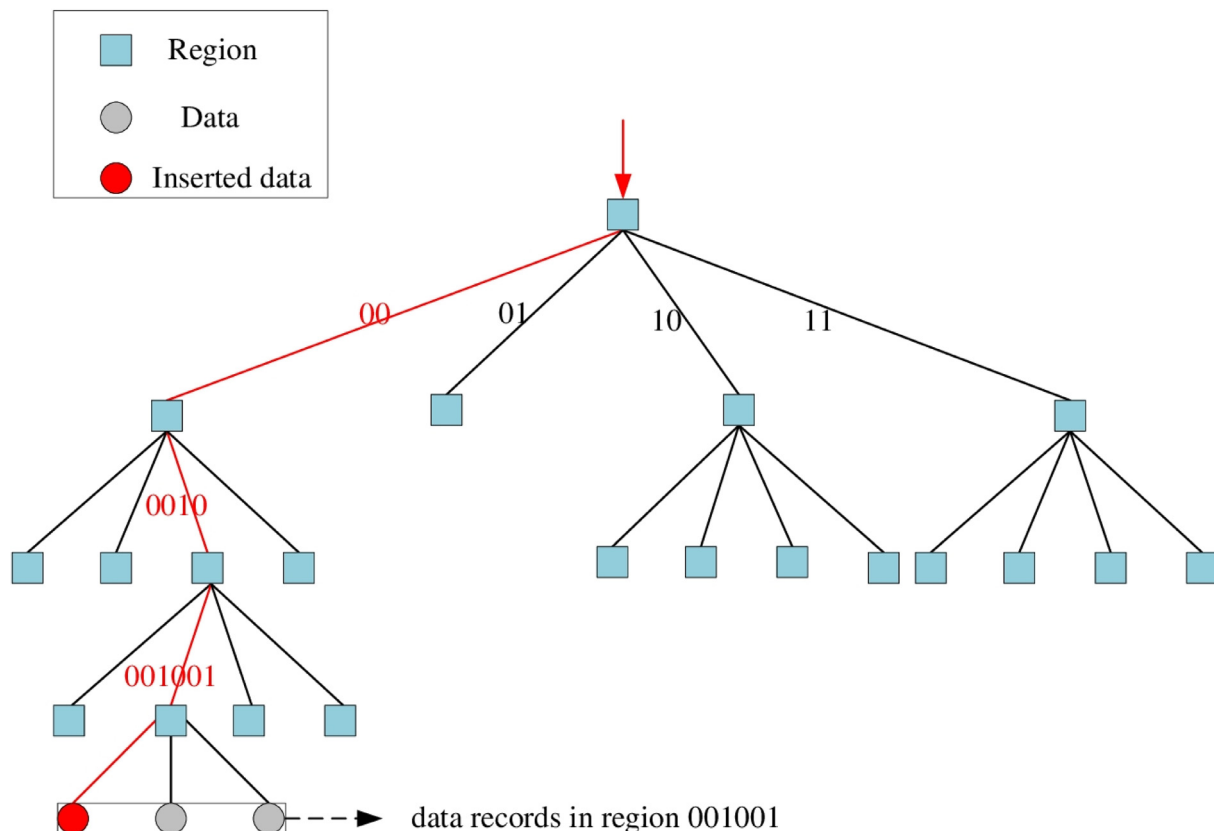 Region
Data
Inserted data
00
01
10
11
0010
001001
data records in region 001001